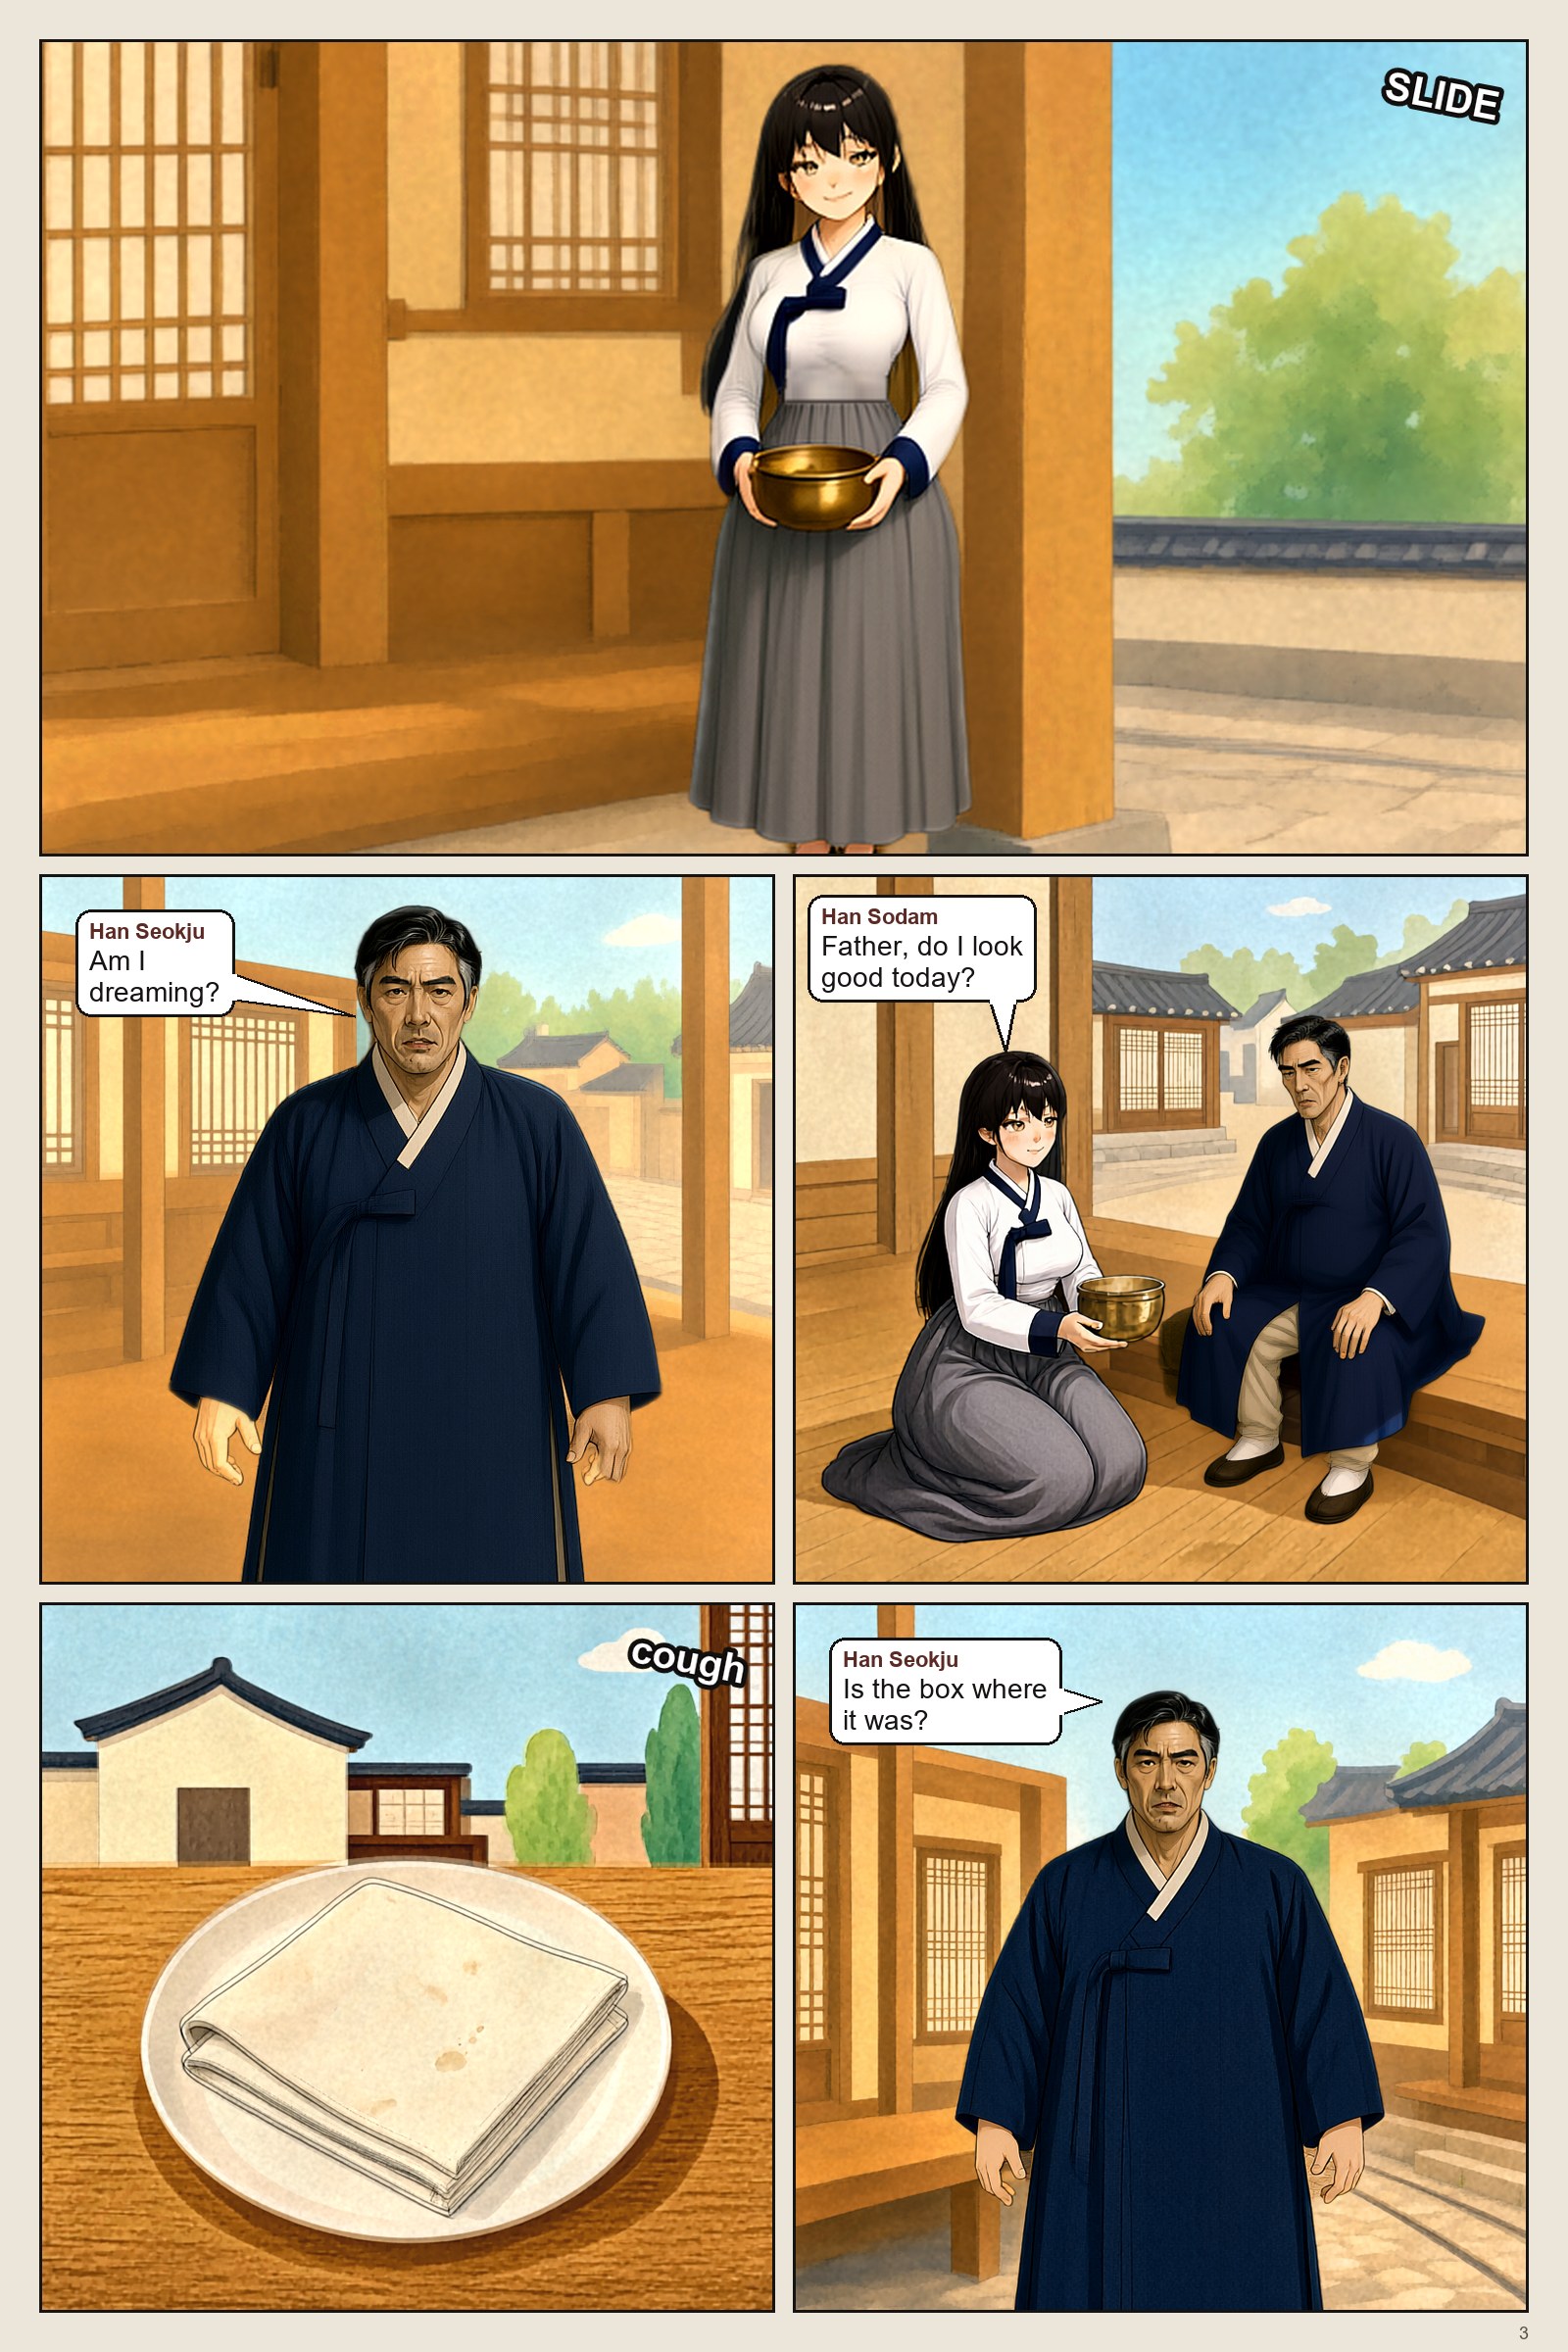 SLIDE
Han Seokju
Am I
dreaming?
Han Sodam
Father, do I look
good today?
cough
Han Seokju
Is the box where
it was?
3